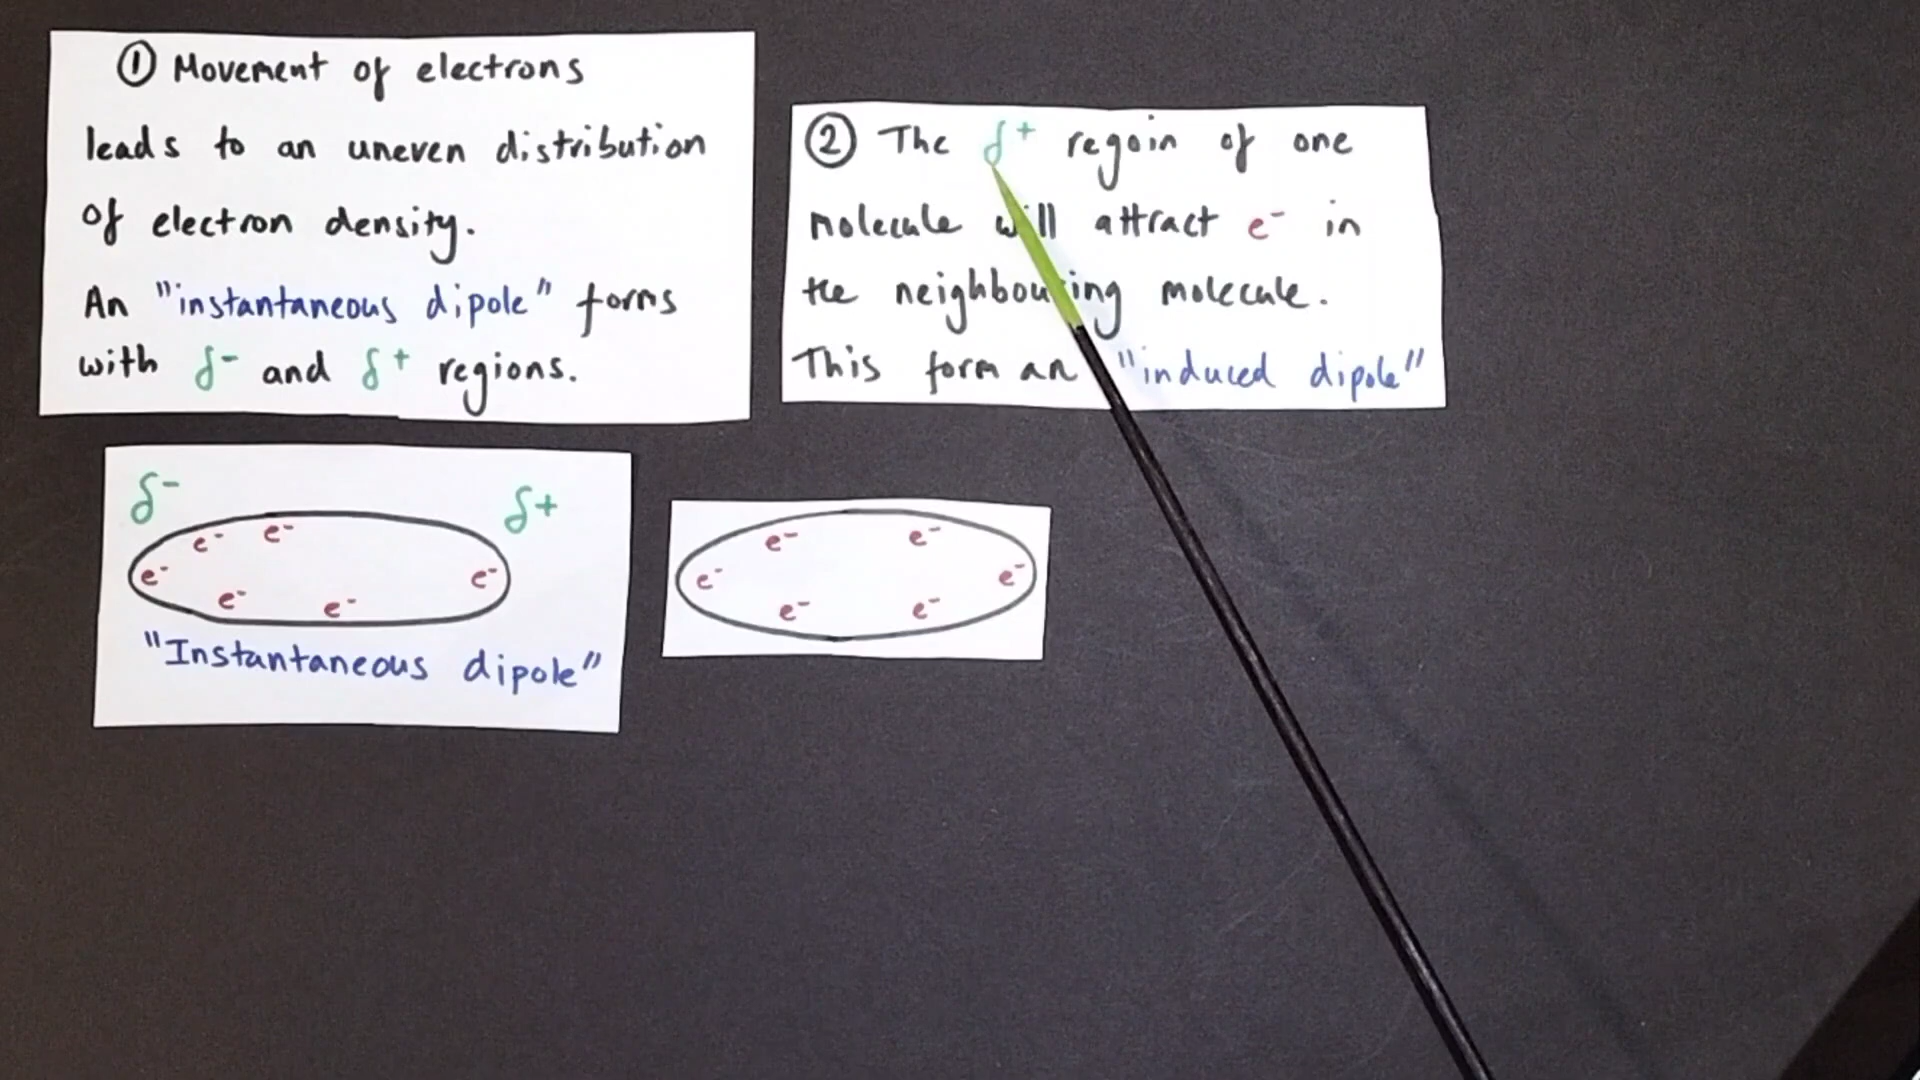 ① Movement of electrons
leads to an uneven distribution
of electron density.
An "instantaneous dipole" forms
with δ- and δ+ regions.
② The δ+ regoin of one
molecule will attract e- in
the neighbouring molecule.
This form an "induced dipole"
δ- δ+
e- e-
e- e-
e- e-
"Instantaneous dipole"
e- e-
e- e-
e- e-